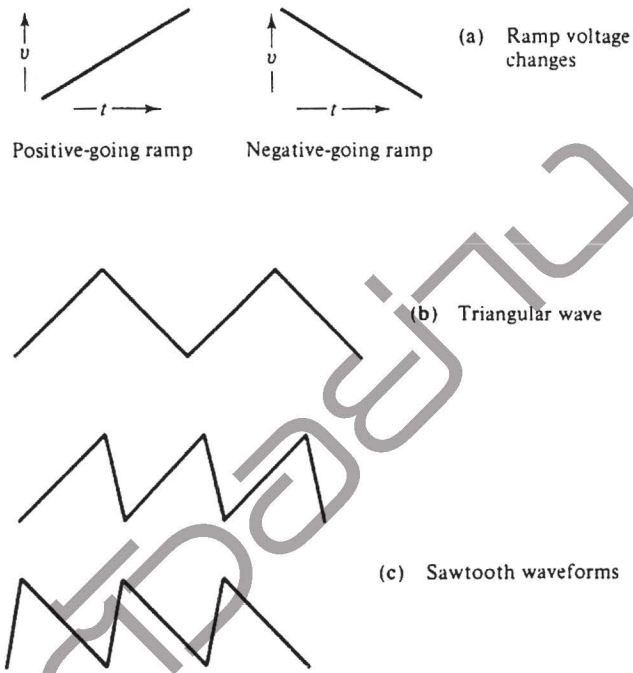 (a) Ramp voltage
changes
v
t
v
t
Positive-going ramp
Negative-going ramp
(b) Triangular wave
(c) Sawtooth waveforms